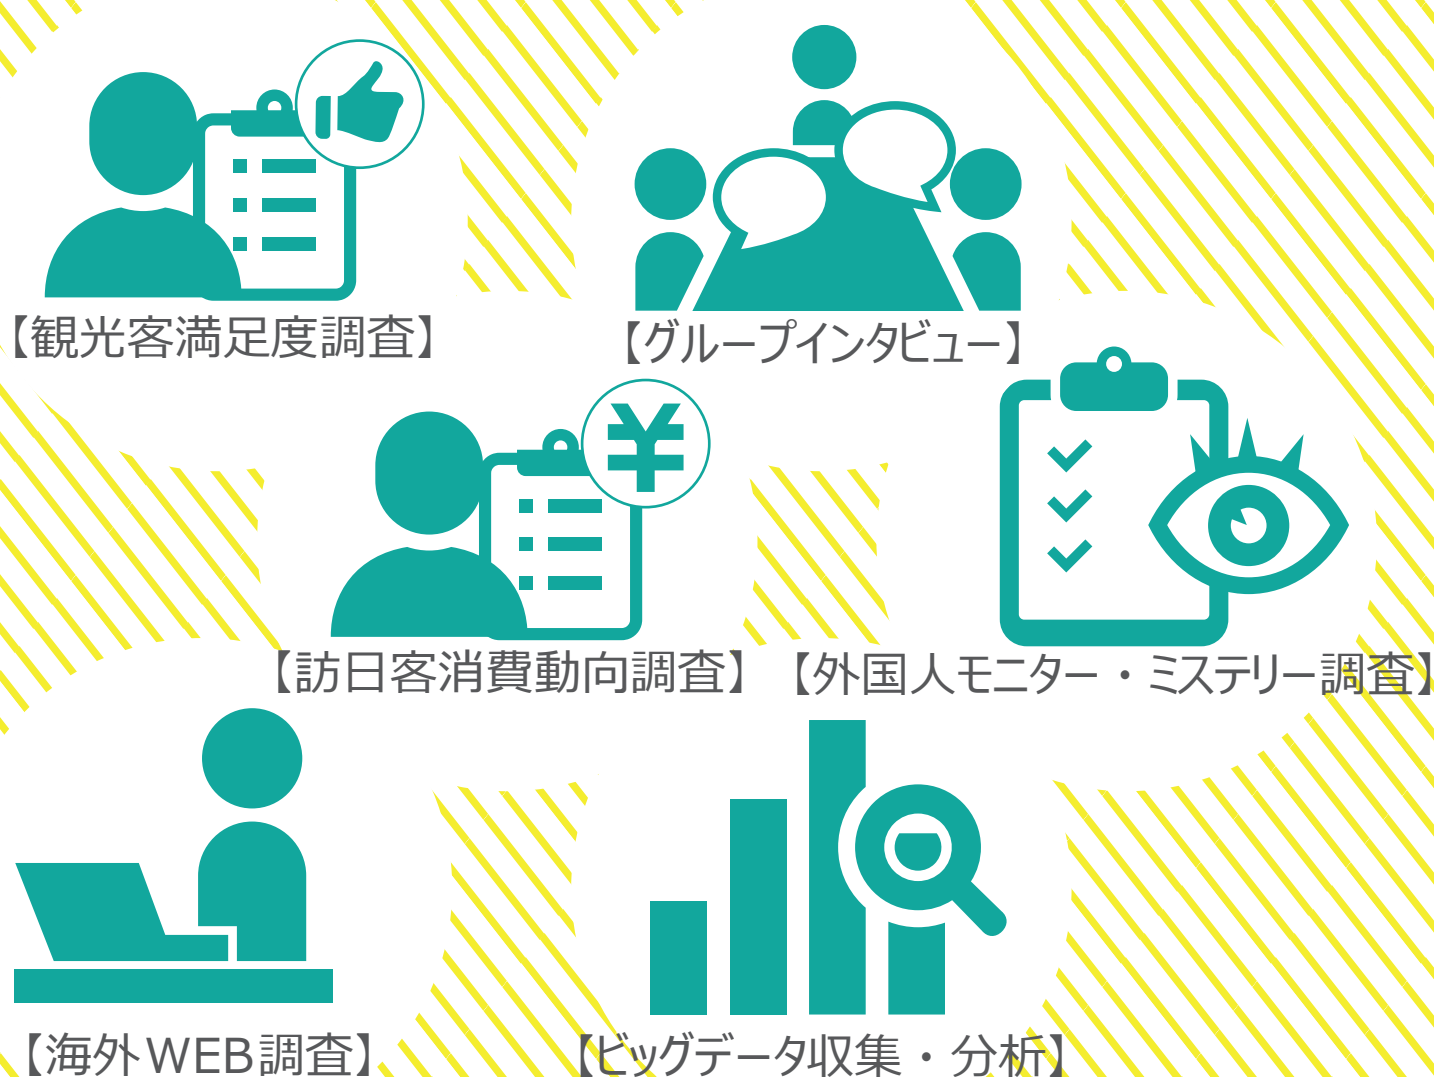 【観光客満足度調査】
【グループインタビュー】
¥
【訪日客消費動向調査】
【外国人モニター・ミステリー調査】
【海外WEB調査】
【ビッグデータ収集・分析】